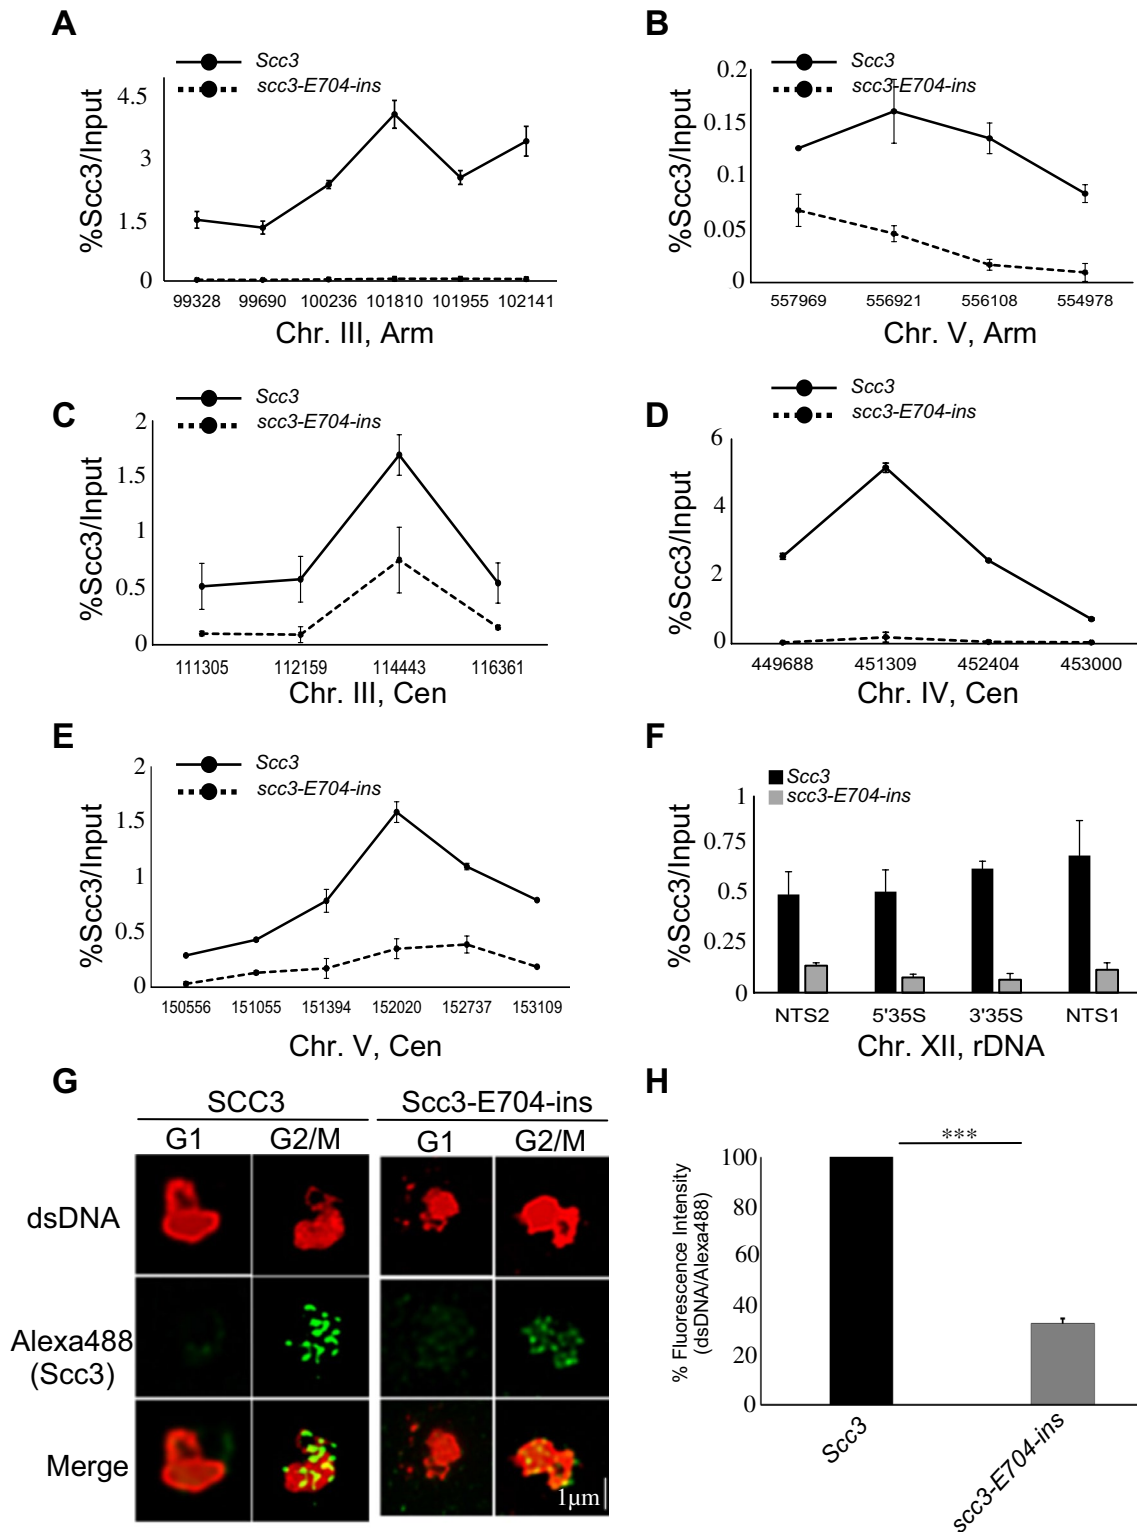 A
Scc3
scc3-E704-ins
%Scc3/Input
4.5
3
1.5
0
99328 99690 100236 101810 101955 102141
Chr. III, Arm
B
Scc3
scc3-E704-ins
%Scc3/Input
0.2
0.15
0.1
0.05
0
557969 556921 556108 554978
Chr. V, Arm
C
Scc3
scc3-E704-ins
%Scc3/Input
2
1.5
1
0.5
0
111305 112159 114443 116361
Chr. III, Cen
D
Scc3
scc3-E704-ins
%Scc3/Input
6
4
2
0
449688 451309 452404 453000
Chr. IV, Cen
E
Scc3
scc3-E704-ins
%Scc3/Input
2
1.5
1
0.5
0
150556 151055 151394 152020 152737 153109
Chr. V, Cen
F
Scc3
scc3-E704-ins
%Scc3/Input
1
0.75
0.5
0.25
0
NTS2 5'35S 3'35S NTS1
Chr. XII, rDNA
G
SCC3 Scc3-E704-ins
G1 G2/M G1 G2/M
dsDNA
Alexa488
(Scc3)
Merge
1μm
H
% Fluorescence Intensity
(dsDNA/Alexa488)
***
100
80
60
40
20
0
Scc3
scc3-E704-ins